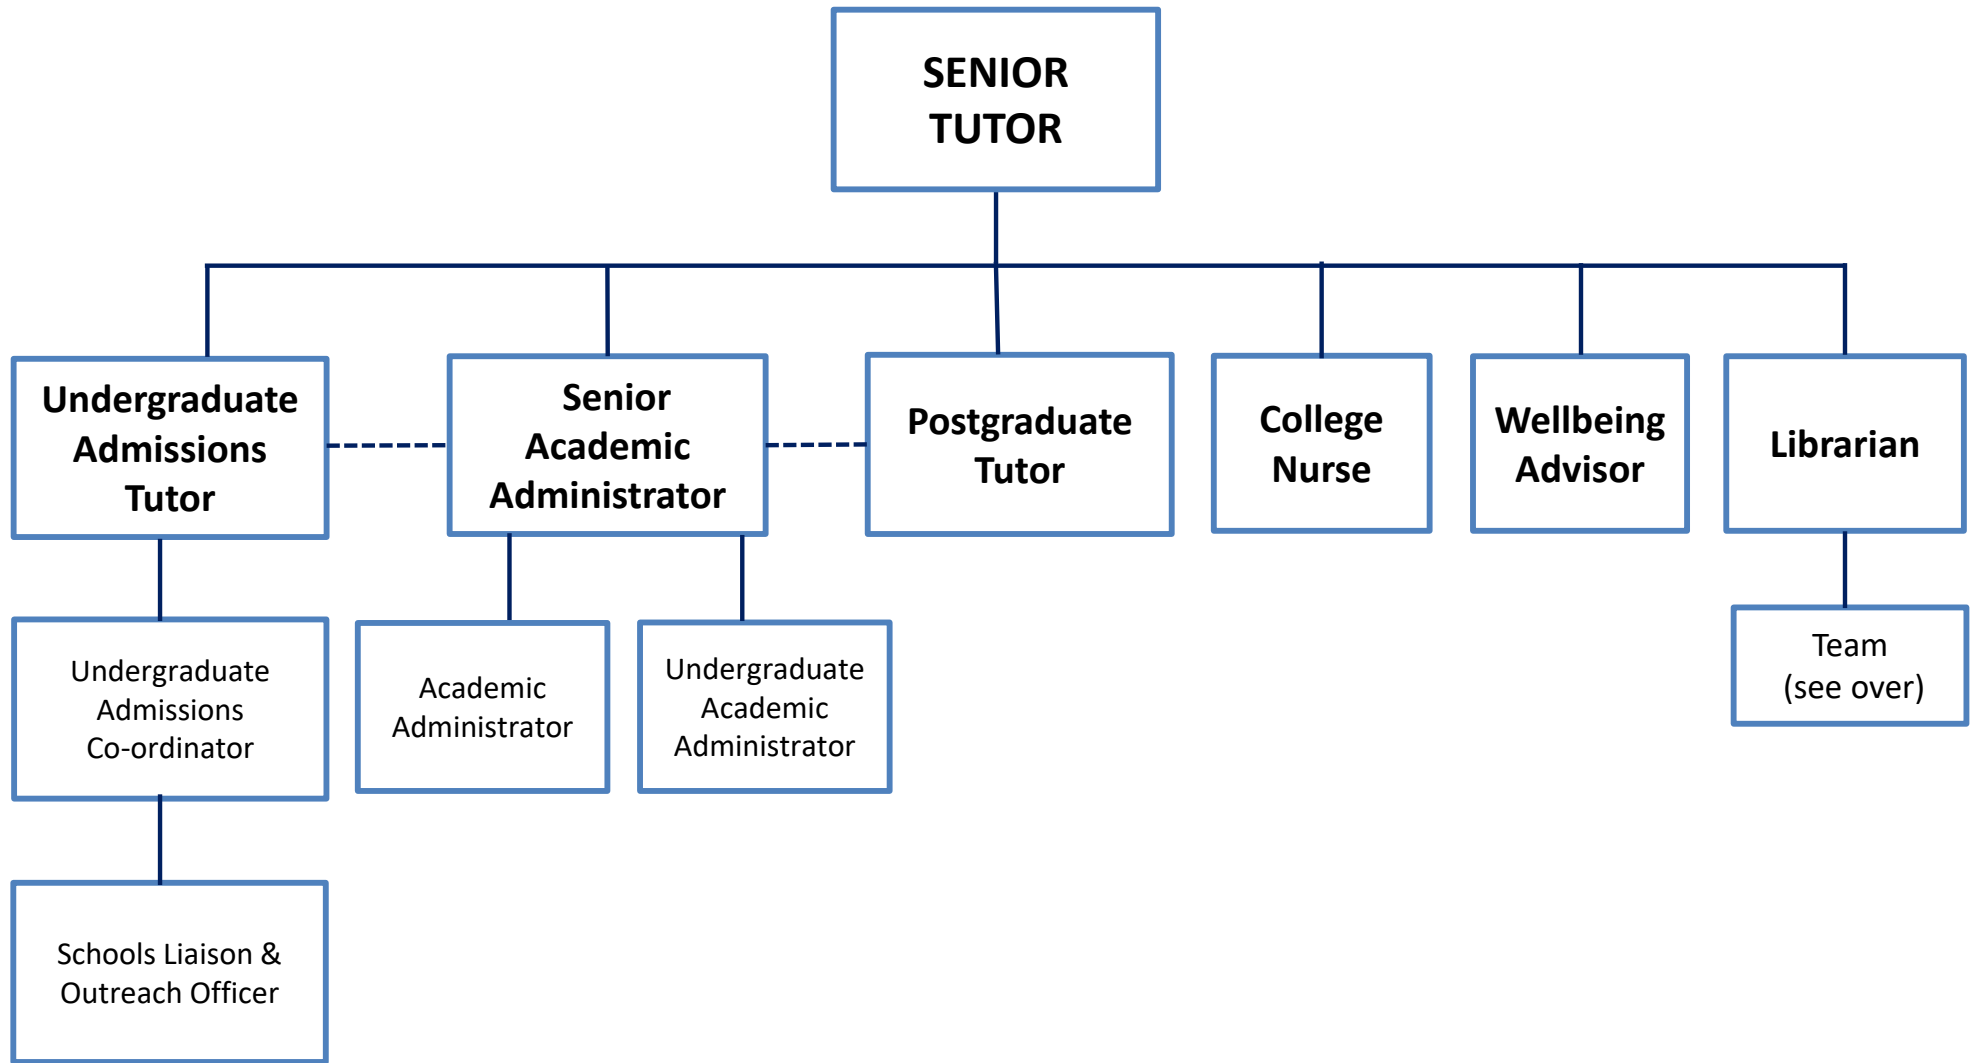 SENIOR
TUTOR
Undergraduate
Admissions
Tutor
Senior
Academic
Administrator
Postgraduate
Tutor
College
Nurse
Wellbeing
Advisor
Librarian
Undergraduate
Admissions
Co-ordinator
Academic
Administrator
Undergraduate
Academic
Administrator
Team
(see over)
Schools Liaison &
Outreach Officer